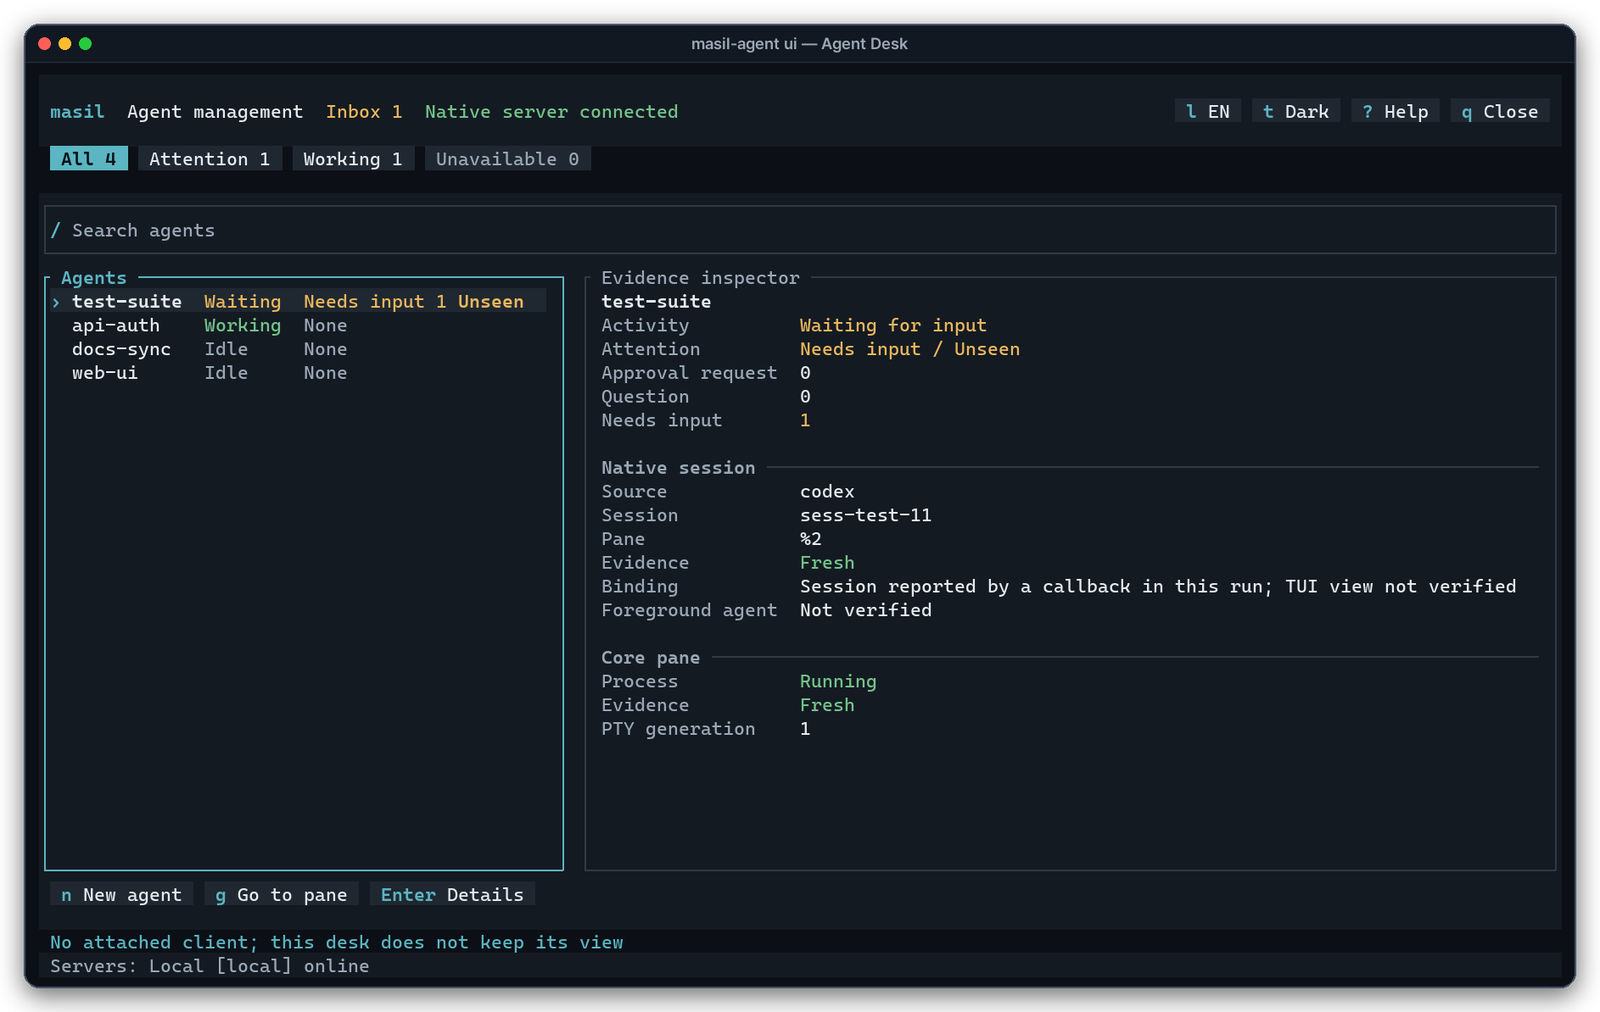 masil-agent ui — Agent Desk
masil Agent management Inbox 1 Native server connected l EN t Dark ? Help q Close
All 4 Attention 1 Working 1 Unavailable 0
/ Search agents
Agents
› test-suite Waiting Needs input 1 Unseen
api-auth Working None
docs-sync Idle None
web-ui Idle None
Evidence inspector
test-suite
Activity Waiting for input
Attention Needs input / Unseen
Approval request 0
Question 0
Needs input 1
Native session
Source codex
Session sess-test-11
Pane %2
Evidence Fresh
Binding Session reported by a callback in this run; TUI view not verified
Foreground agent Not verified
Core pane
Process Running
Evidence Fresh
PTY generation 1
n New agent g Go to pane Enter Details
No attached client; this desk does not keep its view
Servers: Local [local] online